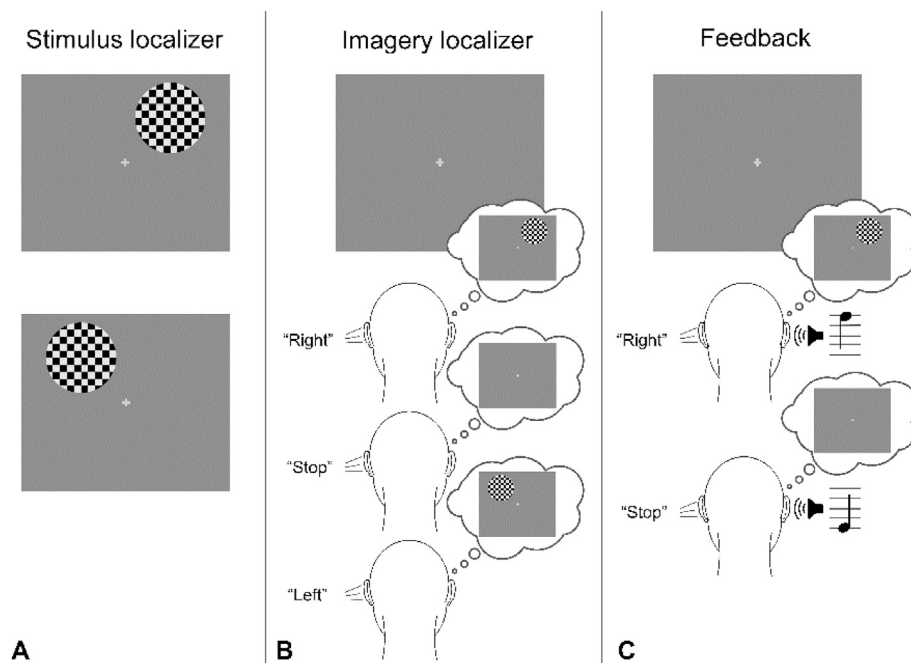 Stimulus localizer
Imagery localizer
Feedback
“Right”
“Stop”
“Left”
“Right”
“Stop”
A
B
C